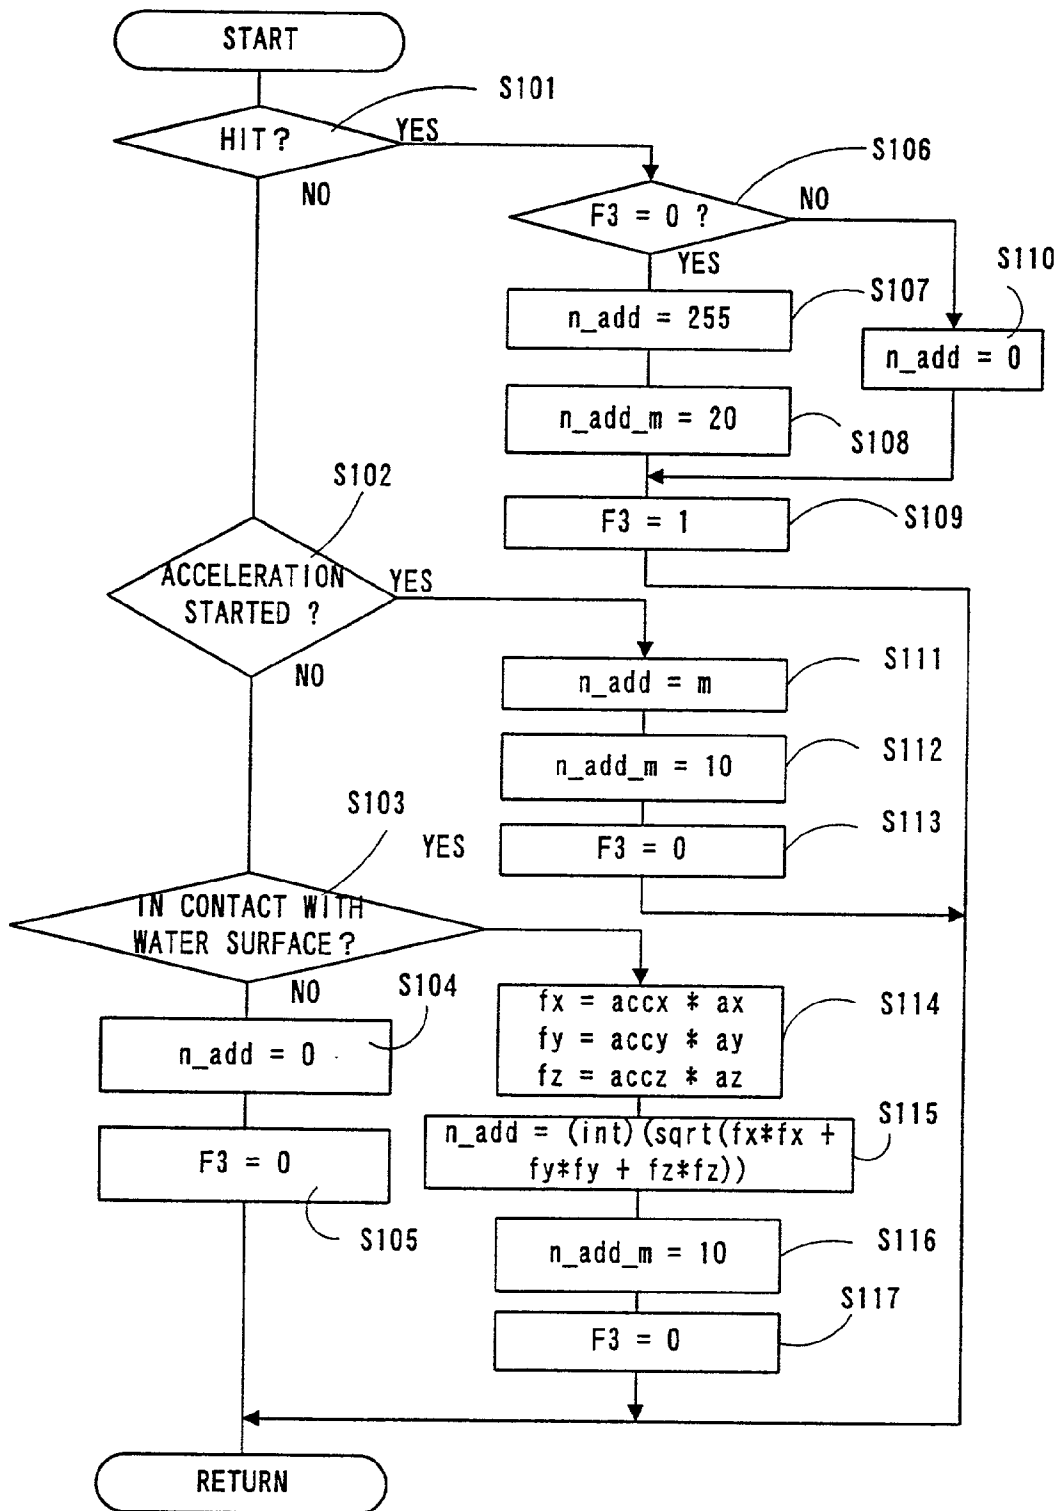 START
S101
HIT?
YES
NO
S106
F3 = 0 ?
NO
YES
S107
S110
n_add = 255
n_add = 0
n_add_m = 20
S108
S102
F3 = 1
S109
ACCELERATION
STARTED ?
YES
NO
S111
n_add = m
n_add_m = 10
S112
S103
S113
YES
F3 = 0
IN CONTACT WITH
WATER SURFACE?
NO
S104
n_add = 0
fx = accx * ax
fy = accy * ay
fz = accz * az
S114
S115
n_add = (int)(sqrt(fx*fx +
fy*fy + fz*fz))
F3 = 0
S105
n_add_m = 10
S116
S117
F3 = 0
RETURN